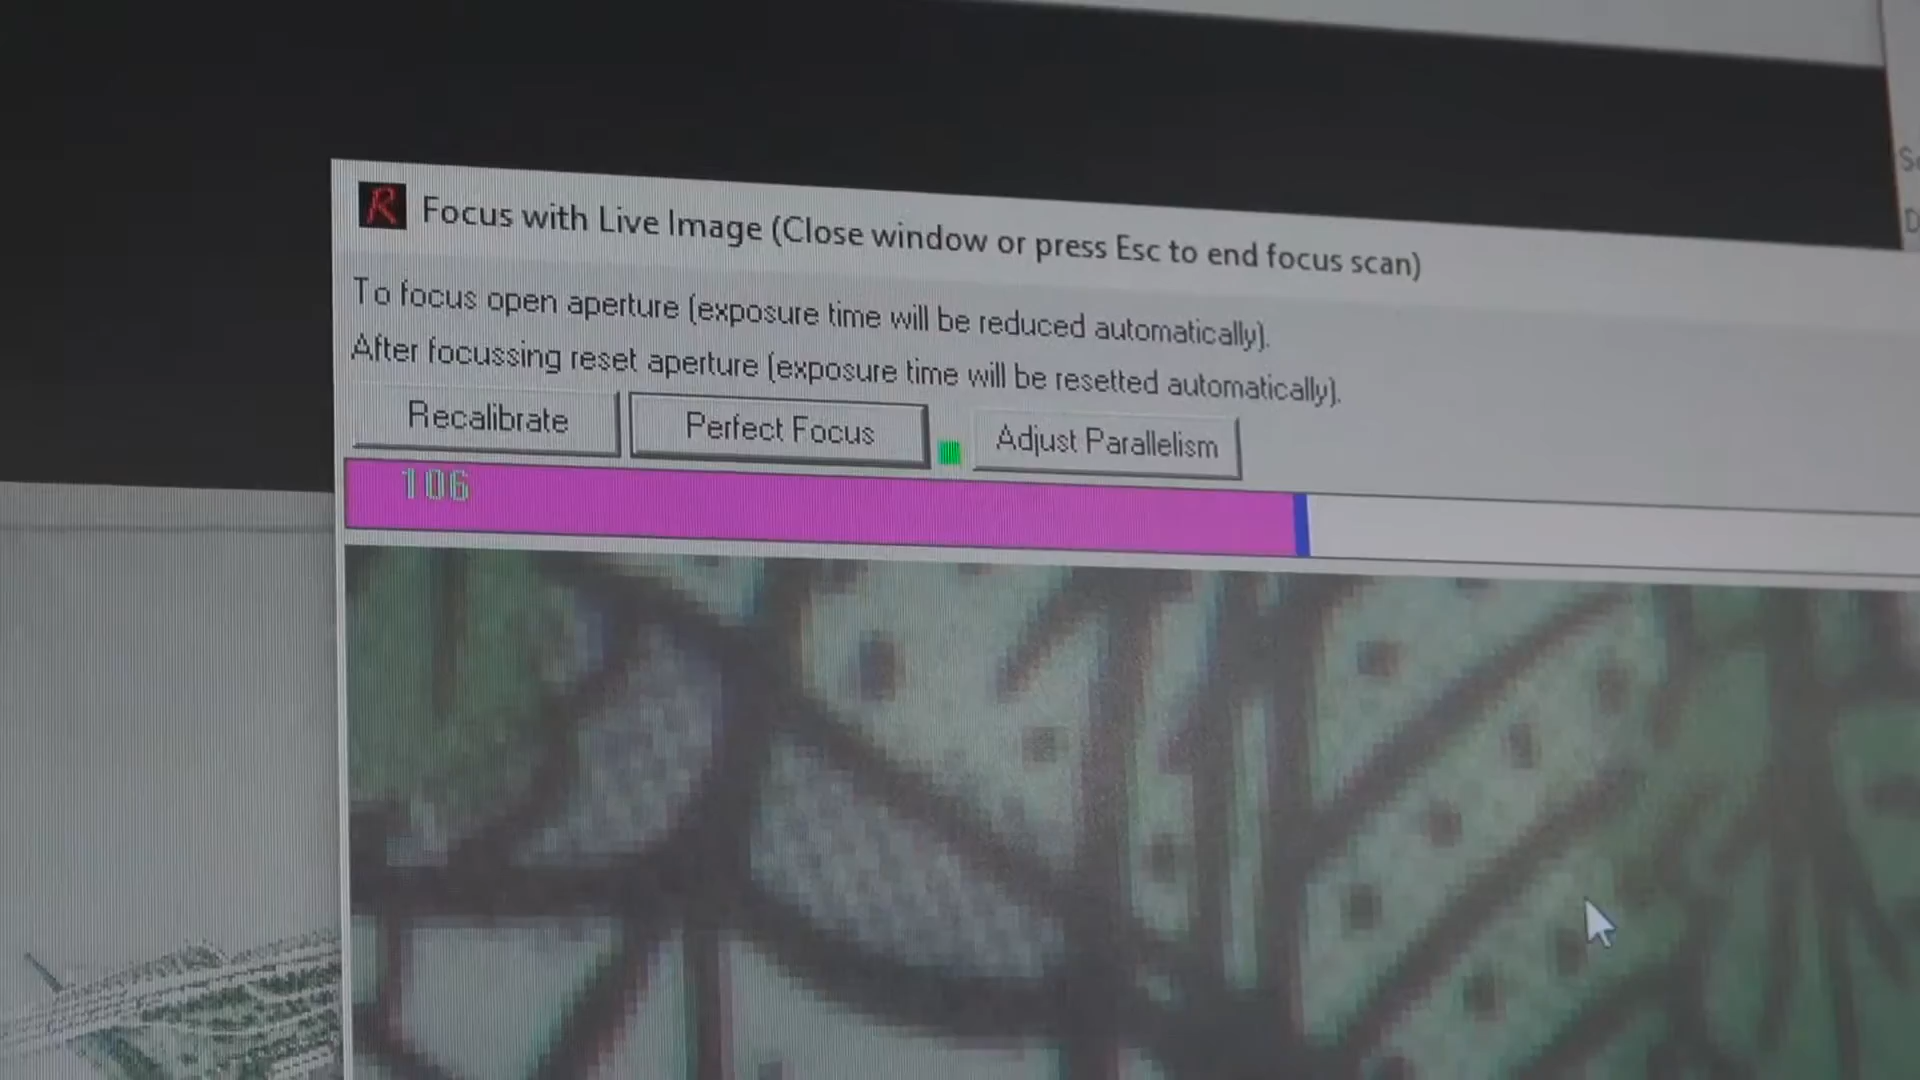 Focus with Live Image (Close window or press Esc to end focus scan)
To focus open aperture (exposure time will be reduced automatically).
After focussing reset aperture (exposure time will be resetted automatically).
Recalibrate Perfect Focus Adjust Parallelism
106